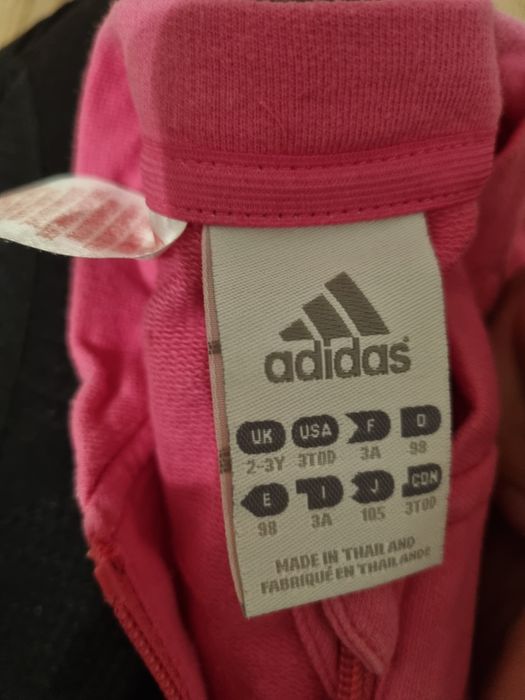 adidas
UK USA F D
2-3Y 3TOD 3A 98
E I J CDN
98 3A 105 3TOD
MADE IN THAILAND
FABRIQUÉ EN THAILANDE